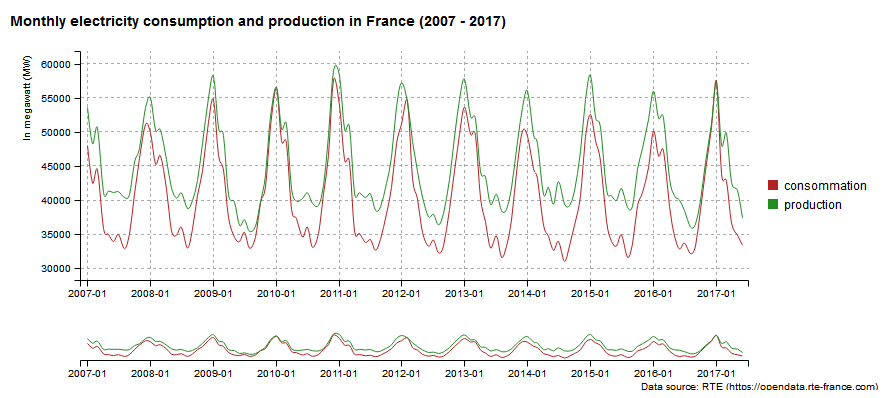 Monthly electricity consumption and production in France (2007 - 2017)
In megawatt (MW)
60000
55000
50000
45000
40000
35000
30000
2007-01 2008-01 2009-01 2010-01 2011-01 2012-01 2013-01 2014-01 2015-01 2016-01 2017-01
consommation
production
2007-01 2008-01 2009-01 2010-01 2011-01 2012-01 2013-01 2014-01 2015-01 2016-01 2017-01
Data source: RTE (https://opendata.rte-france.com)